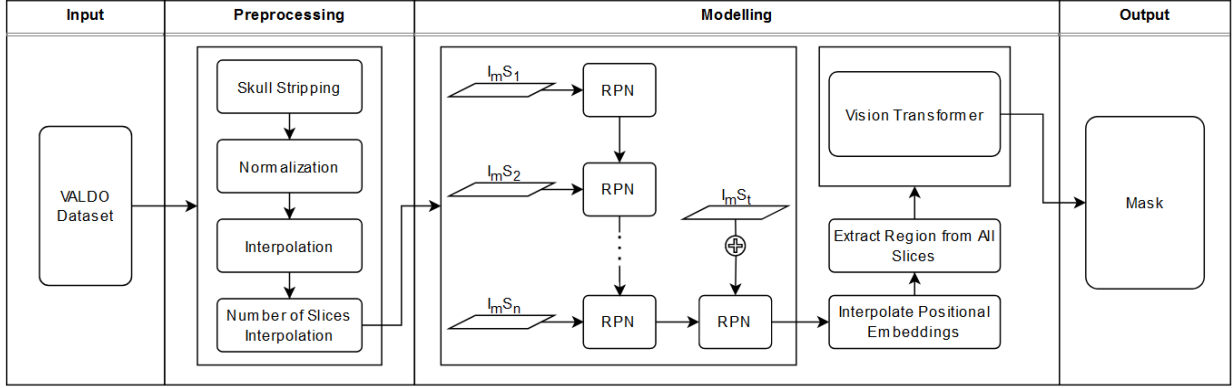 Input
Preprocessing
Modelling
Output
VALDO
Dataset
Skull Stripping
Normalization
Interpolation
Number of Slices
Interpolation
ImS1
RPN
ImS2
RPN
ImSt
ImSn
RPN
RPN
Vision Transformer
Extract Region from All
Slices
Interpolate Positional
Embeddings
Mask